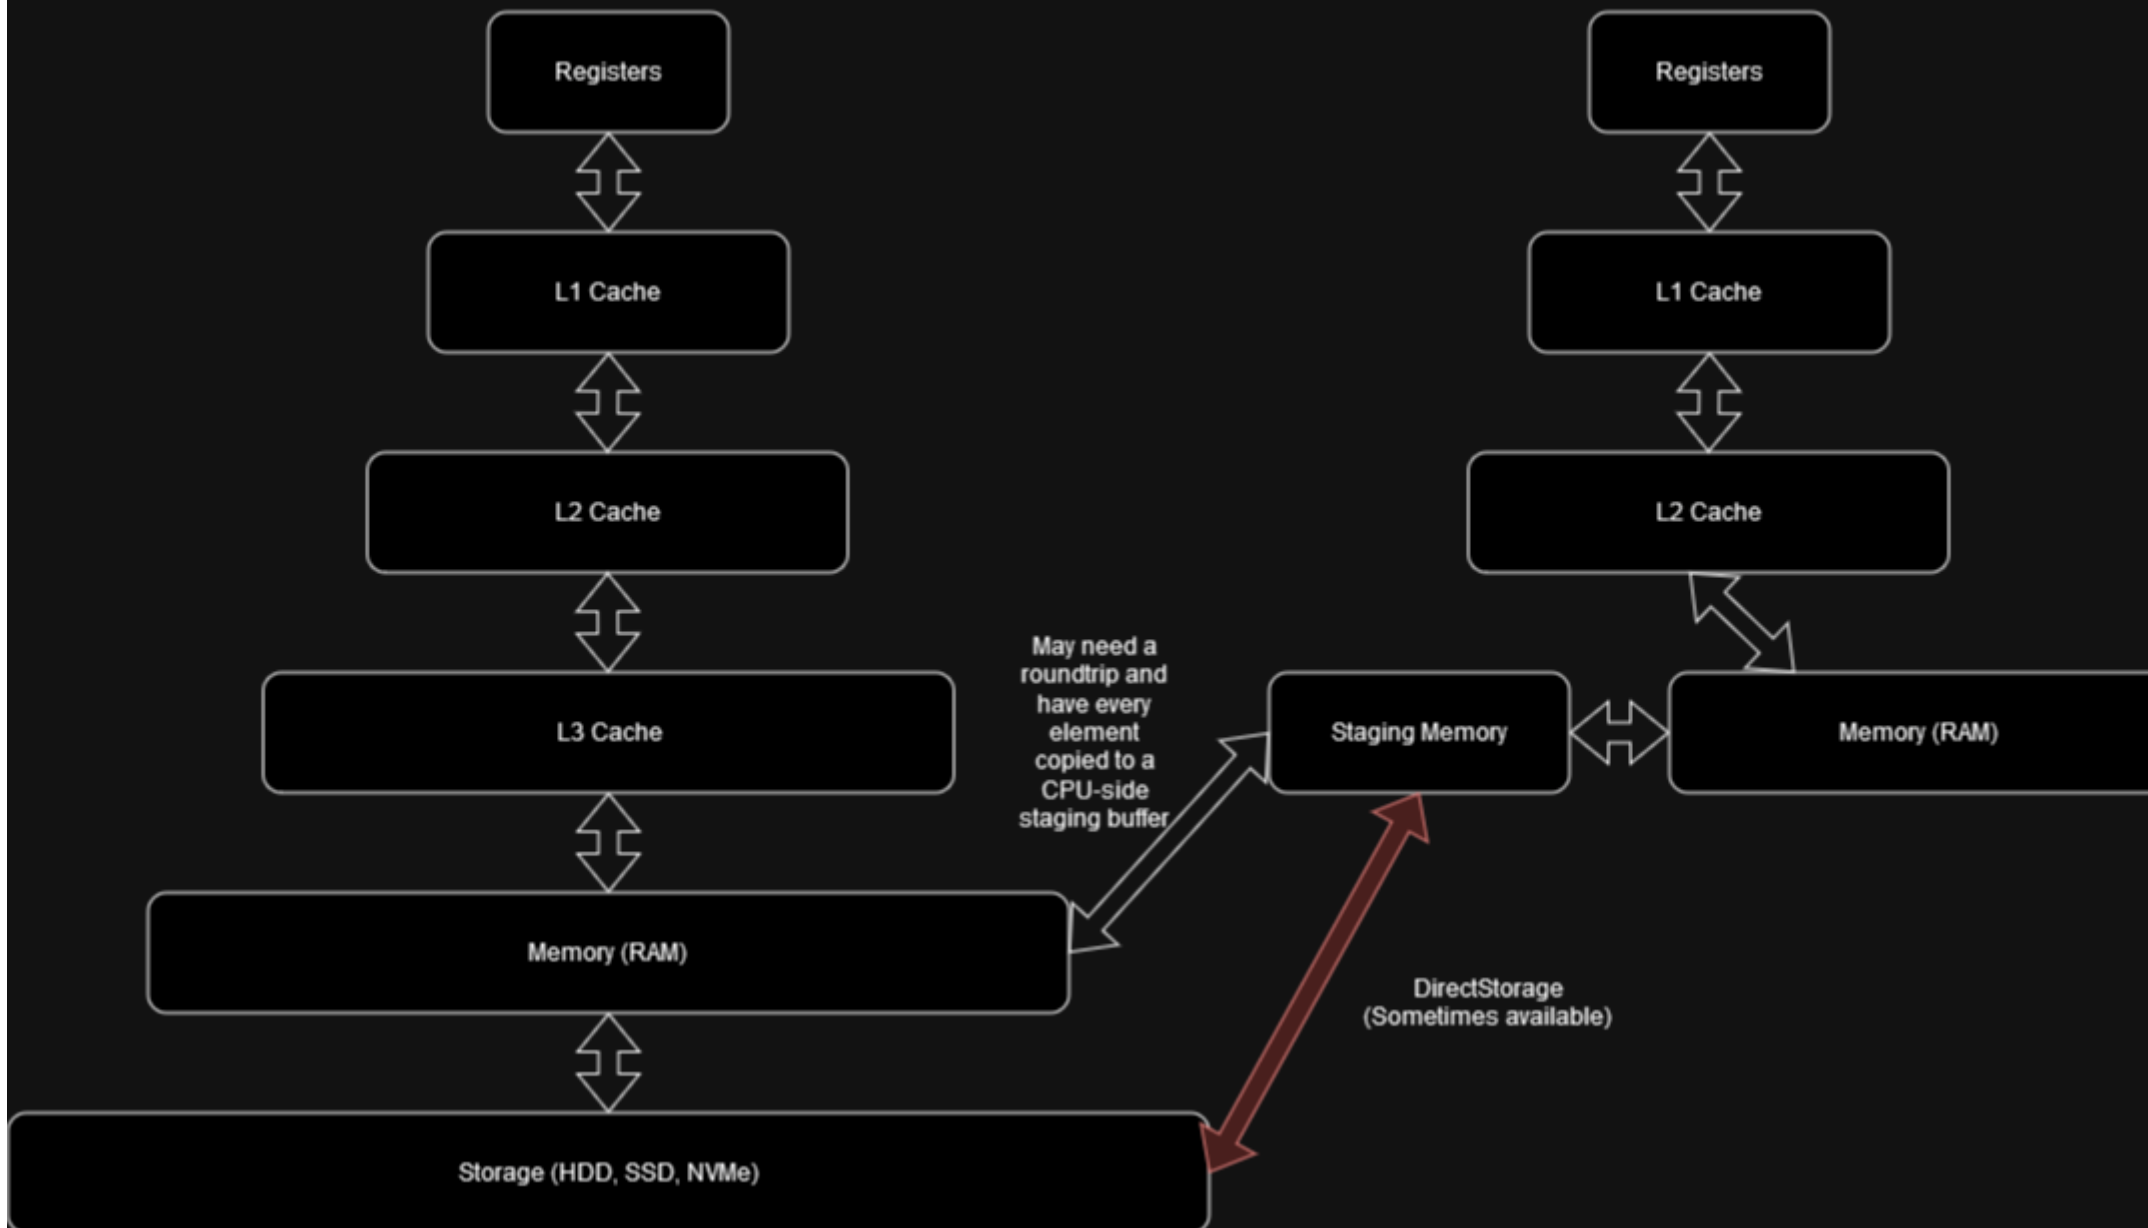 Registers
Registers
L1 Cache
L1 Cache
L2 Cache
L2 Cache
May need a
roundtrip and
have every
element
copied to a
CPU-side
staging buffer
L3 Cache
Staging Memory
Memory (RAM)
Memory (RAM)
DirectStorage
(Sometimes available)
Storage (HDD, SSD, NVMe)